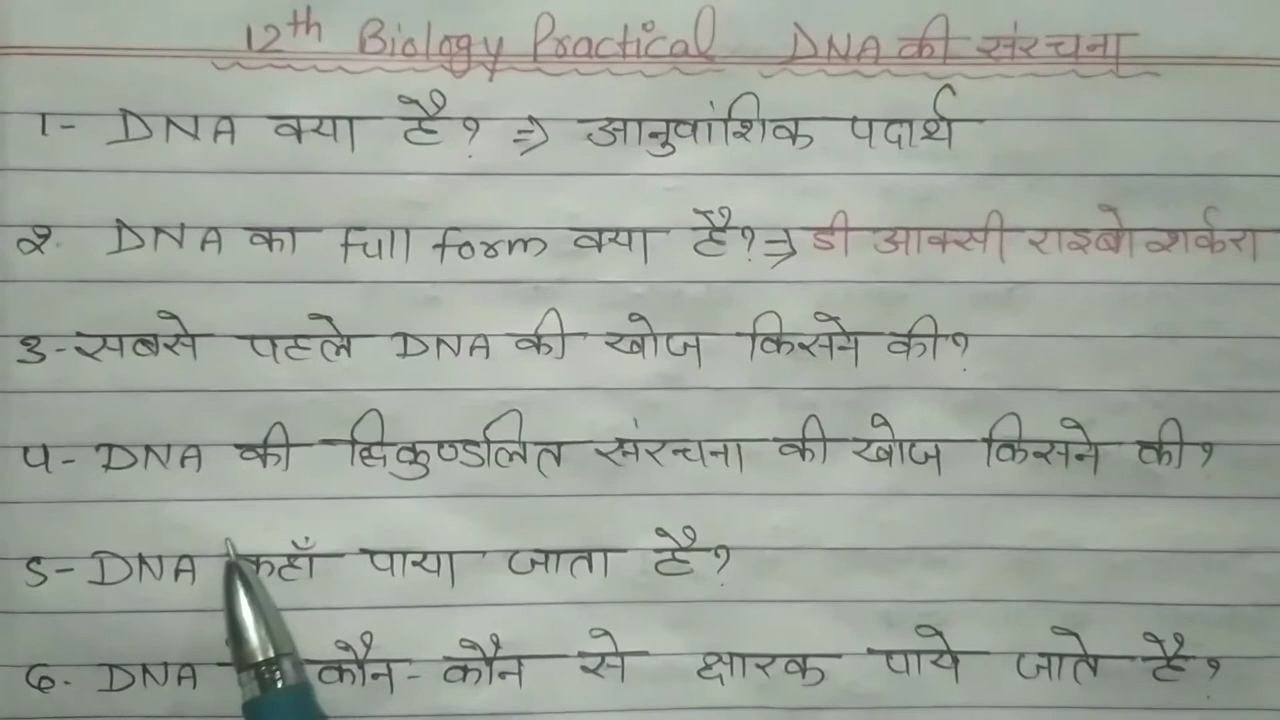 12th Biology Practical DNA की संरचना
1- DNA क्या है? ⇒ आनुवांशिक पदार्थ
2. DNA का full form क्या है? ⇒ डी आक्सी राइबो शर्करा
3- सबसे पहले DNA की खोज किसने की?
4- DNA की द्विकुण्डलित संरचना की खोज किसने की?
5- DNA कहाँ पाया जाता है?
6. DNA कौन-कौन से क्षारक पाये जाते है?